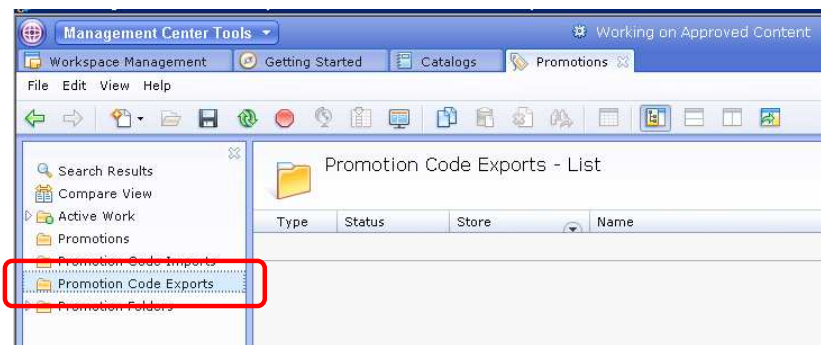 Management Center Tools
Working on Approved Content
Workspace Management
Getting Started
Catalogs
Promotions
File Edit View Help
Search Results
Compare View
Active Work
Promotions
Promotion Code Imports
Promotion Code Exports
Promotion Folders
Promotion Code Exports - List
Type Status Store Name